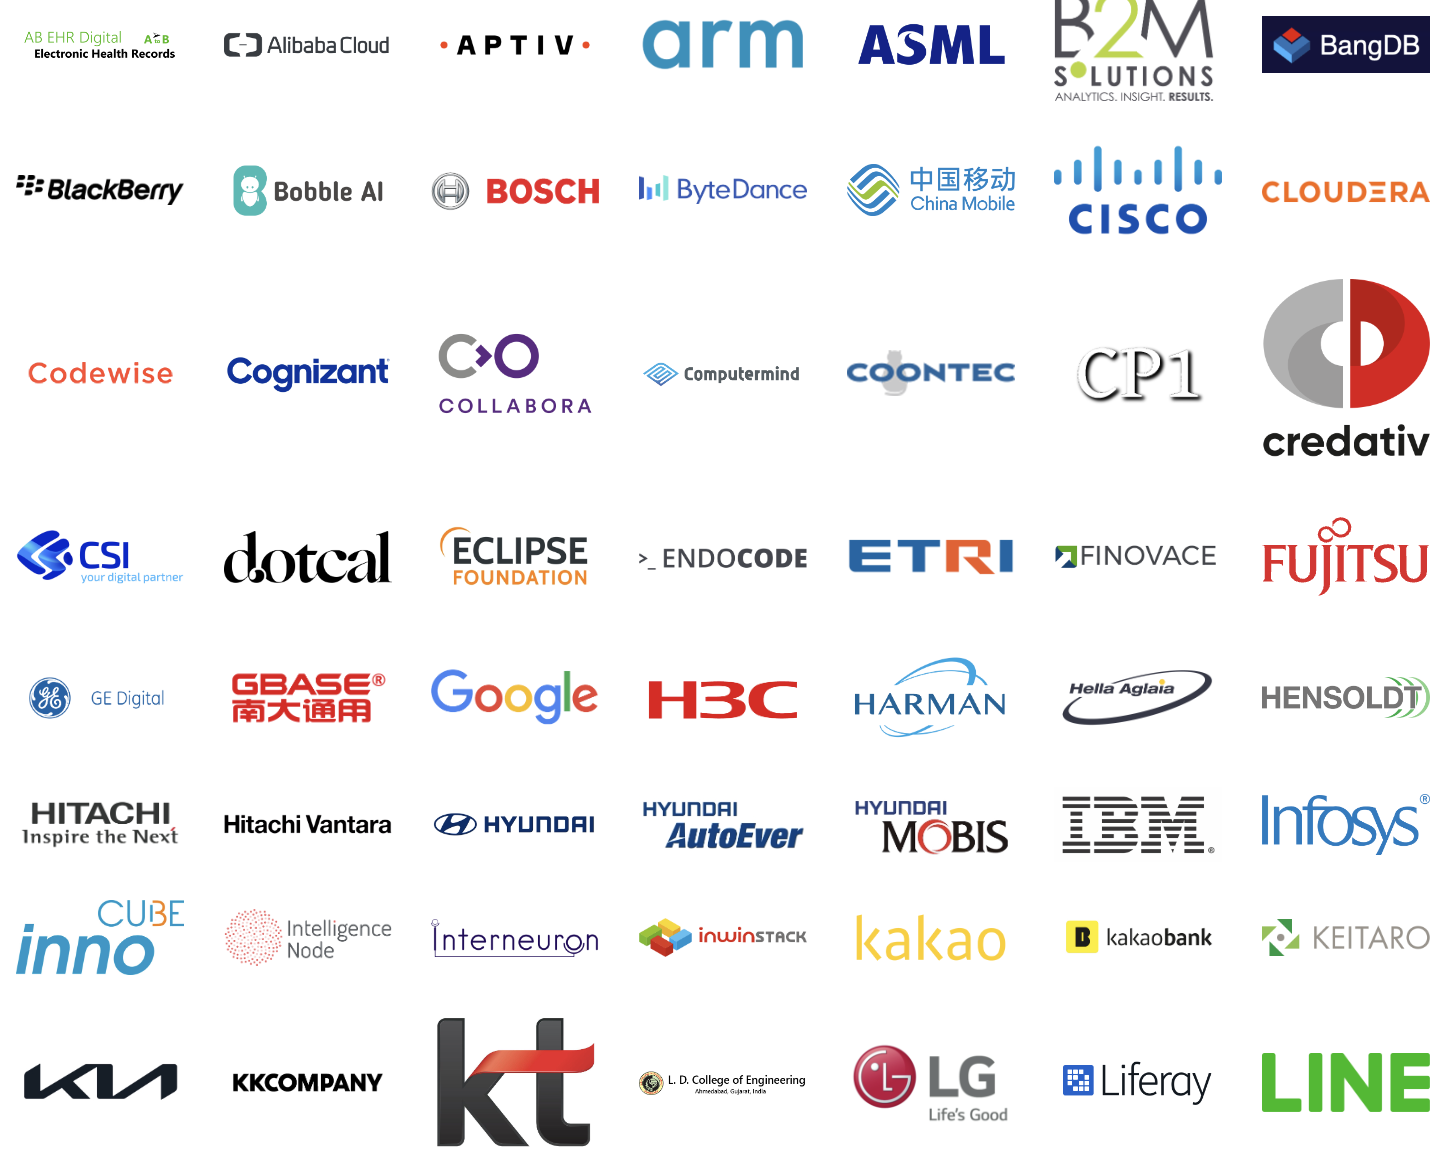 AB EHR Digital
A to B
Electronic Health Records
Alibaba Cloud
APTIV
arm
ASML
B2M
SOLUTIONS
ANALYTICS. INSIGHT. RESULTS.
BangDB
BlackBerry
Bobble AI
BOSCH
ByteDance
中国移动
China Mobile
CISCO
CLOUDERA
Codewise
Cognizant
COLLABORA
Computermind
COONTEC
CP1
credativ
CSI
your digital partner
dotcal
ECLIPSE
FOUNDATION
>_ ENDOCODE
ETRI
FINOVACE
FUJITSU
GE Digital
GBASE®
南大通用
Google
H3C
HARMAN
Hella Aglaia
HENSOLDT
HITACHI
Inspire the Next
Hitachi Vantara
HYUNDAI
HYUNDAI
AutoEver
HYUNDAI
MOBIS
IBM®
Infosys®
CUBE
inno
Intelligence
Node
Interneuron
inwinSTACK
kakao
B kakaobank
KEITARO
KIA
KKCOMPANY
kt
L. D. College of Engineering
Ahmedabad, Gujarat, India
LG
Life's Good
Liferay
LINE